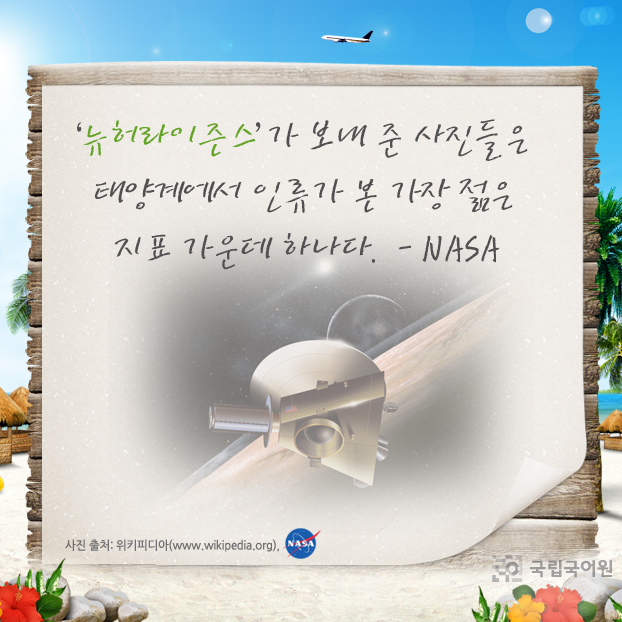 ‘뉴허라이즌스’가 보내 준 사진들은
태양계에서 인류가 본 가장 젊은
지표 가운데 하나다. - NASA
사진 출처: 위키피디아(www.wikipedia.org), NASA
국립국어원